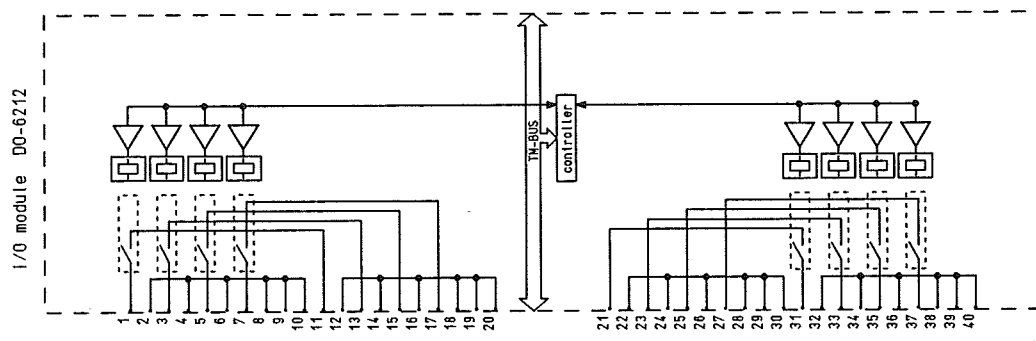 I/O module DO-6212
TM-BUS
controller
1 2 3 4 5 6 7 8 9 10 11 12 13 14 15 16 17 18 19 20
21 22 23 24 25 26 27 28 29 30 31 32 33 34 35 36 37 38 39 40